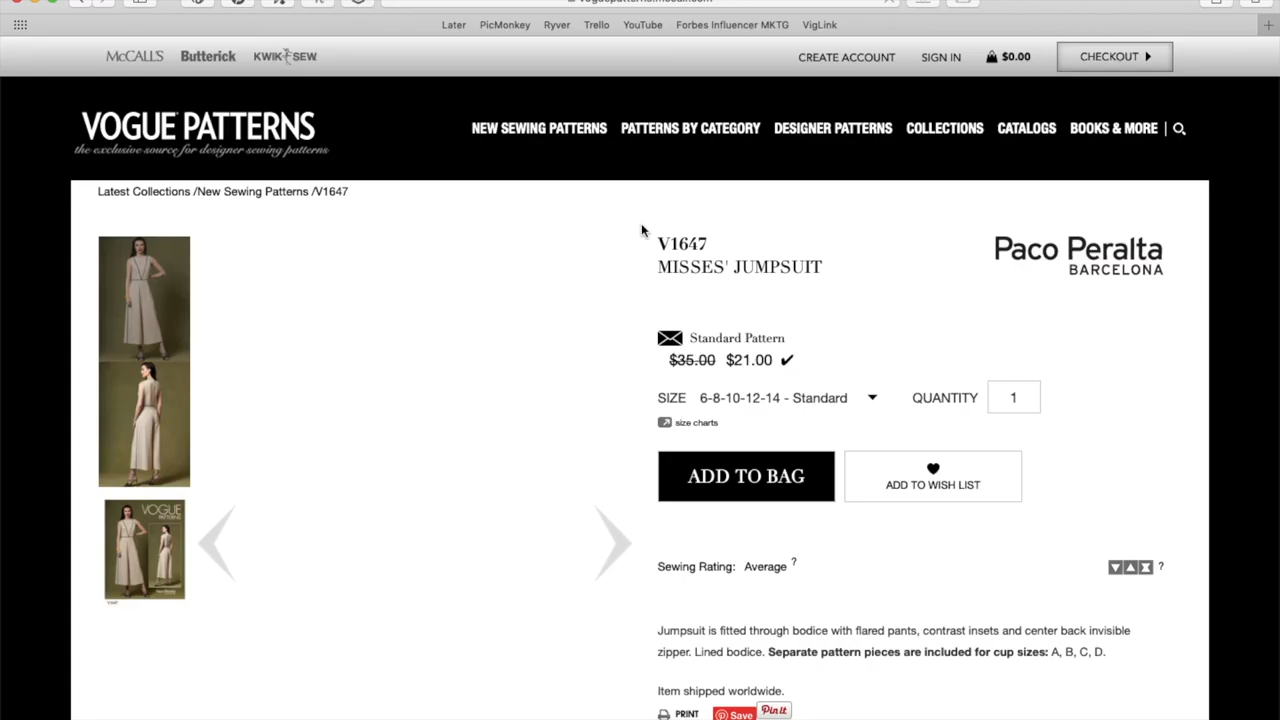 Later PicMonkey Ryver Trello YouTube Forbes Influencer MKTG VigLink
McCALL'S Butterick KWIK SEW CREATE ACCOUNT SIGN IN $0.00 CHECKOUT
VOGUE PATTERNS
the exclusive source for designer sewing patterns
NEW SEWING PATTERNS PATTERNS BY CATEGORY DESIGNER PATTERNS COLLECTIONS CATALOGS BOOKS & MORE |
Latest Collections /New Sewing Patterns /V1647
V1647
MISSES' JUMPSUIT
Paco Peralta
BARCELONA
Standard Pattern
$35.00 $21.00 ✔
SIZE 6-8-10-12-14 - Standard QUANTITY 1
size charts
ADD TO BAG
ADD TO WISH LIST
VOGUE
PATTERNS
Sewing Rating: Average ?
?
Jumpsuit is fitted through bodice with flared pants, contrast insets and center back invisible
zipper. Lined bodice. Separate pattern pieces are included for cup sizes: A, B, C, D.
Item shipped worldwide.
PRINT Save Pin it